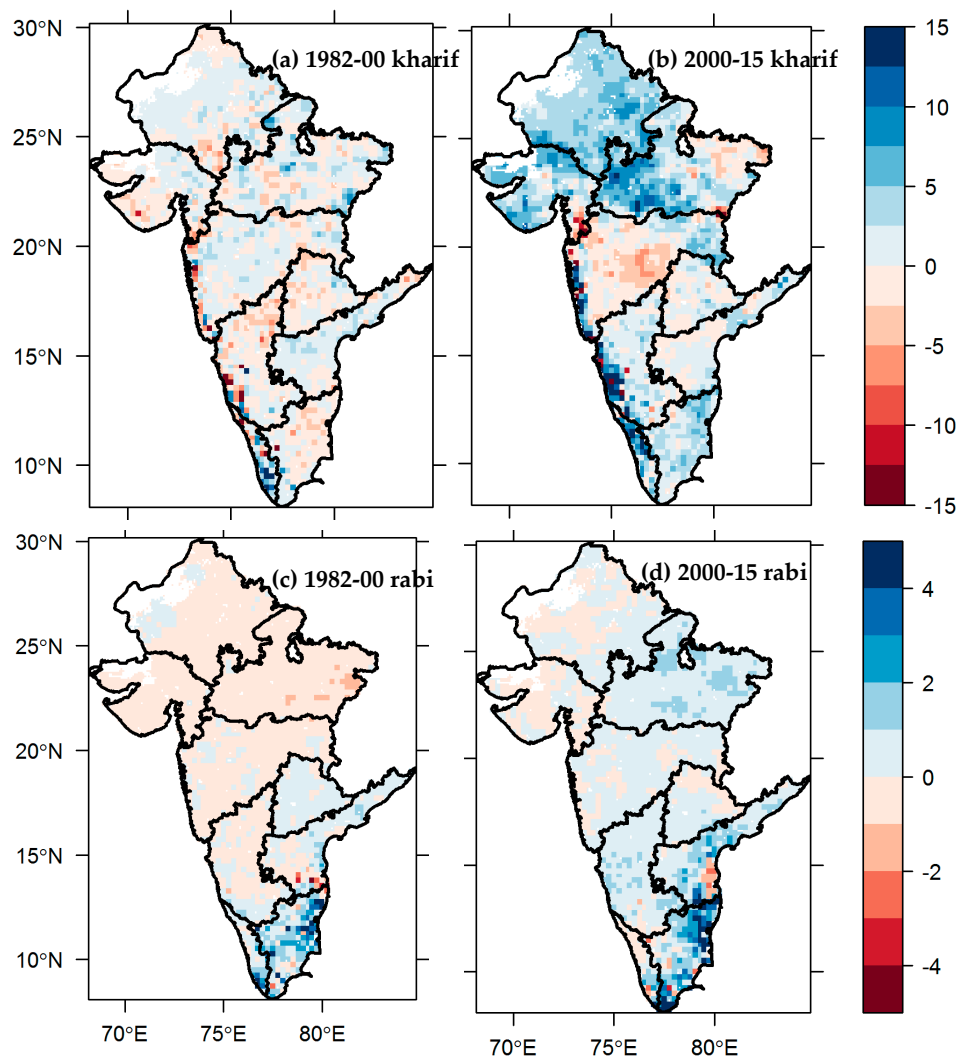 30°N
25°N
20°N
15°N
10°N
(a) 1982-00 kharif
(b) 2000-15 kharif
15
10
5
0
-5
-10
-15
30°N
25°N
20°N
15°N
10°N
(c) 1982-00 rabi
(d) 2000-15 rabi
4
2
0
-2
-4
70°E 75°E 80°E
70°E 75°E 80°E